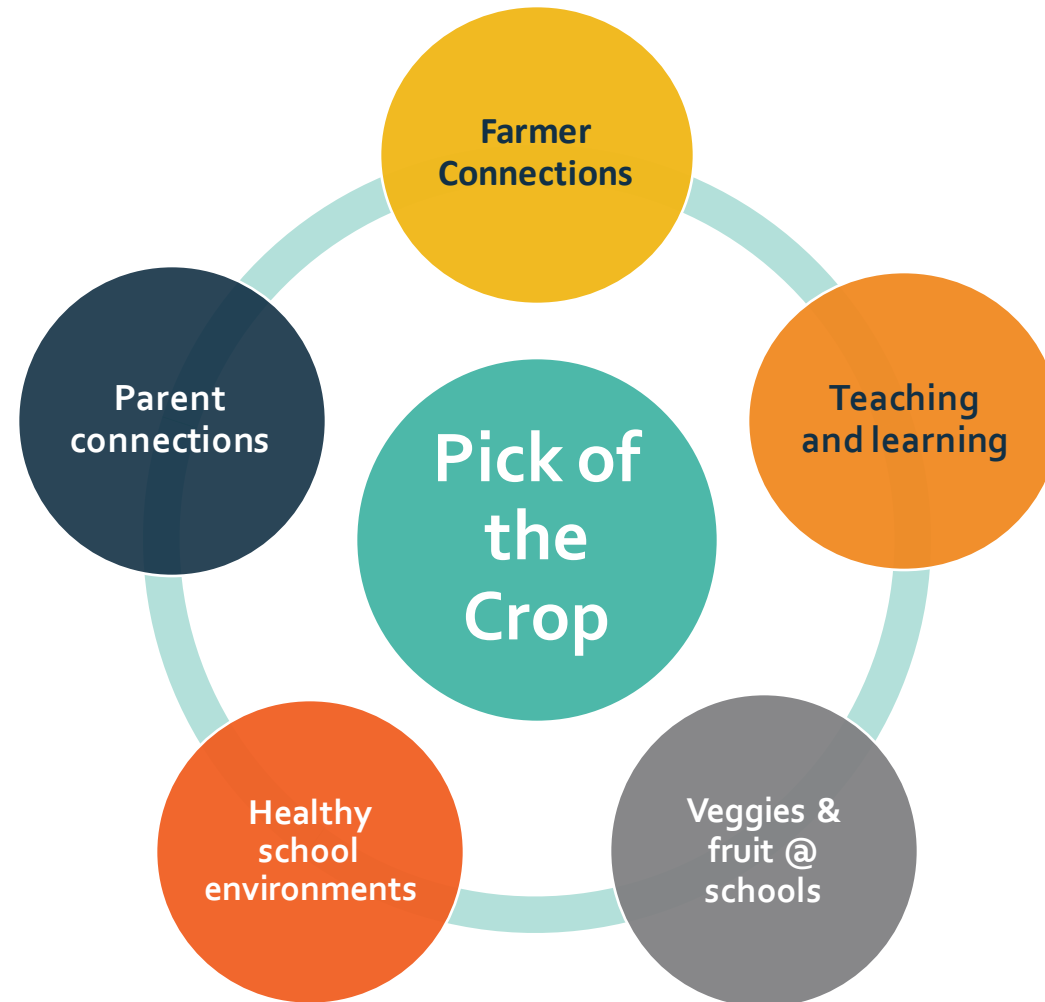 Farmer
Connections
Teaching
and learning
Veggies &
fruit @
schools
Healthy
school
environments
Parent
connections
Pick of
the
Crop